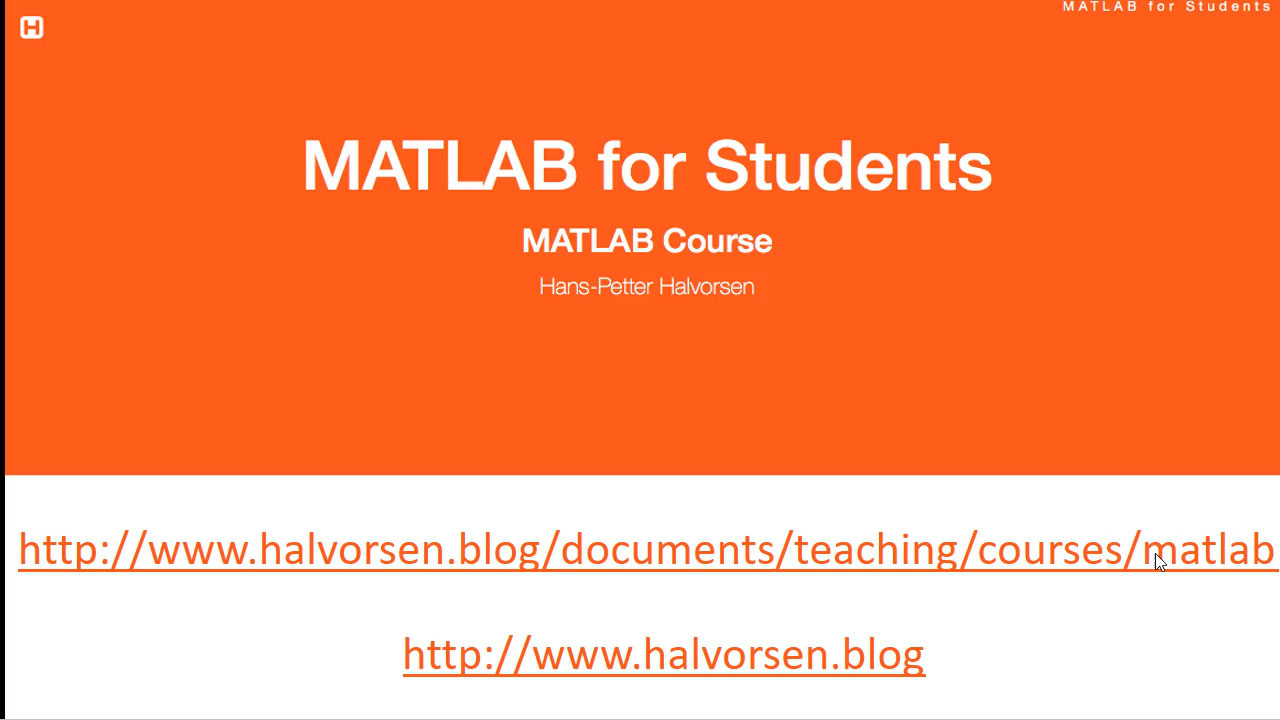 MATLAB for Students
H
MATLAB for Students
MATLAB Course
Hans-Petter Halvorsen
http://www.halvorsen.blog/documents/teaching/courses/matlab
http://www.halvorsen.blog